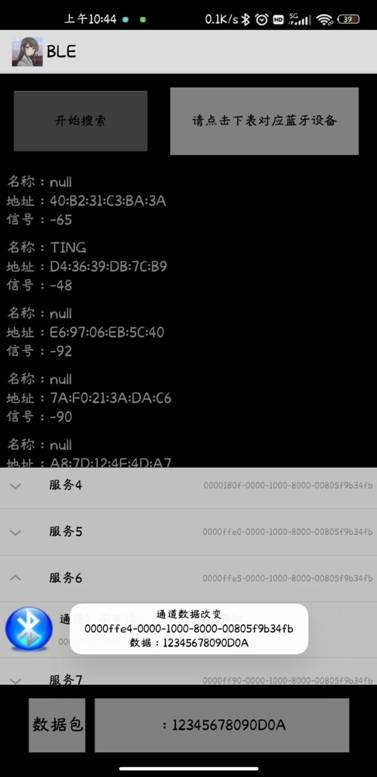 上午10:44
0.1K/s
HD
5G
39
BLE
开始搜索
请点击下表对应蓝牙设备
名称：null
地址：40:B2:31:C3:BA:3A
信号：-65
名称：TING
地址：D4:36:39:DB:7C:B9
信号：-48
名称：null
地址：E6:97:06:EB:5C:40
信号：-92
名称：null
地址：7A:F0:21:3A:DA:C6
信号：-90
名称：null
地址：A8:7D:12:4F:4D:A7
服务4
0000180f-0000-1000-8000-00805f9b34fb
服务5
0000ffe0-0000-1000-8000-00805f9b34fb
服务6
0000ffe5-0000-1000-8000-00805f9b34fb
通道数据改变
0000ffe4-0000-1000-8000-00805f9b34fb
数据：12345678090D0A
服务7
0000ff90-0000-1000-8000-00805f9b34fb
数据包
：12345678090D0A